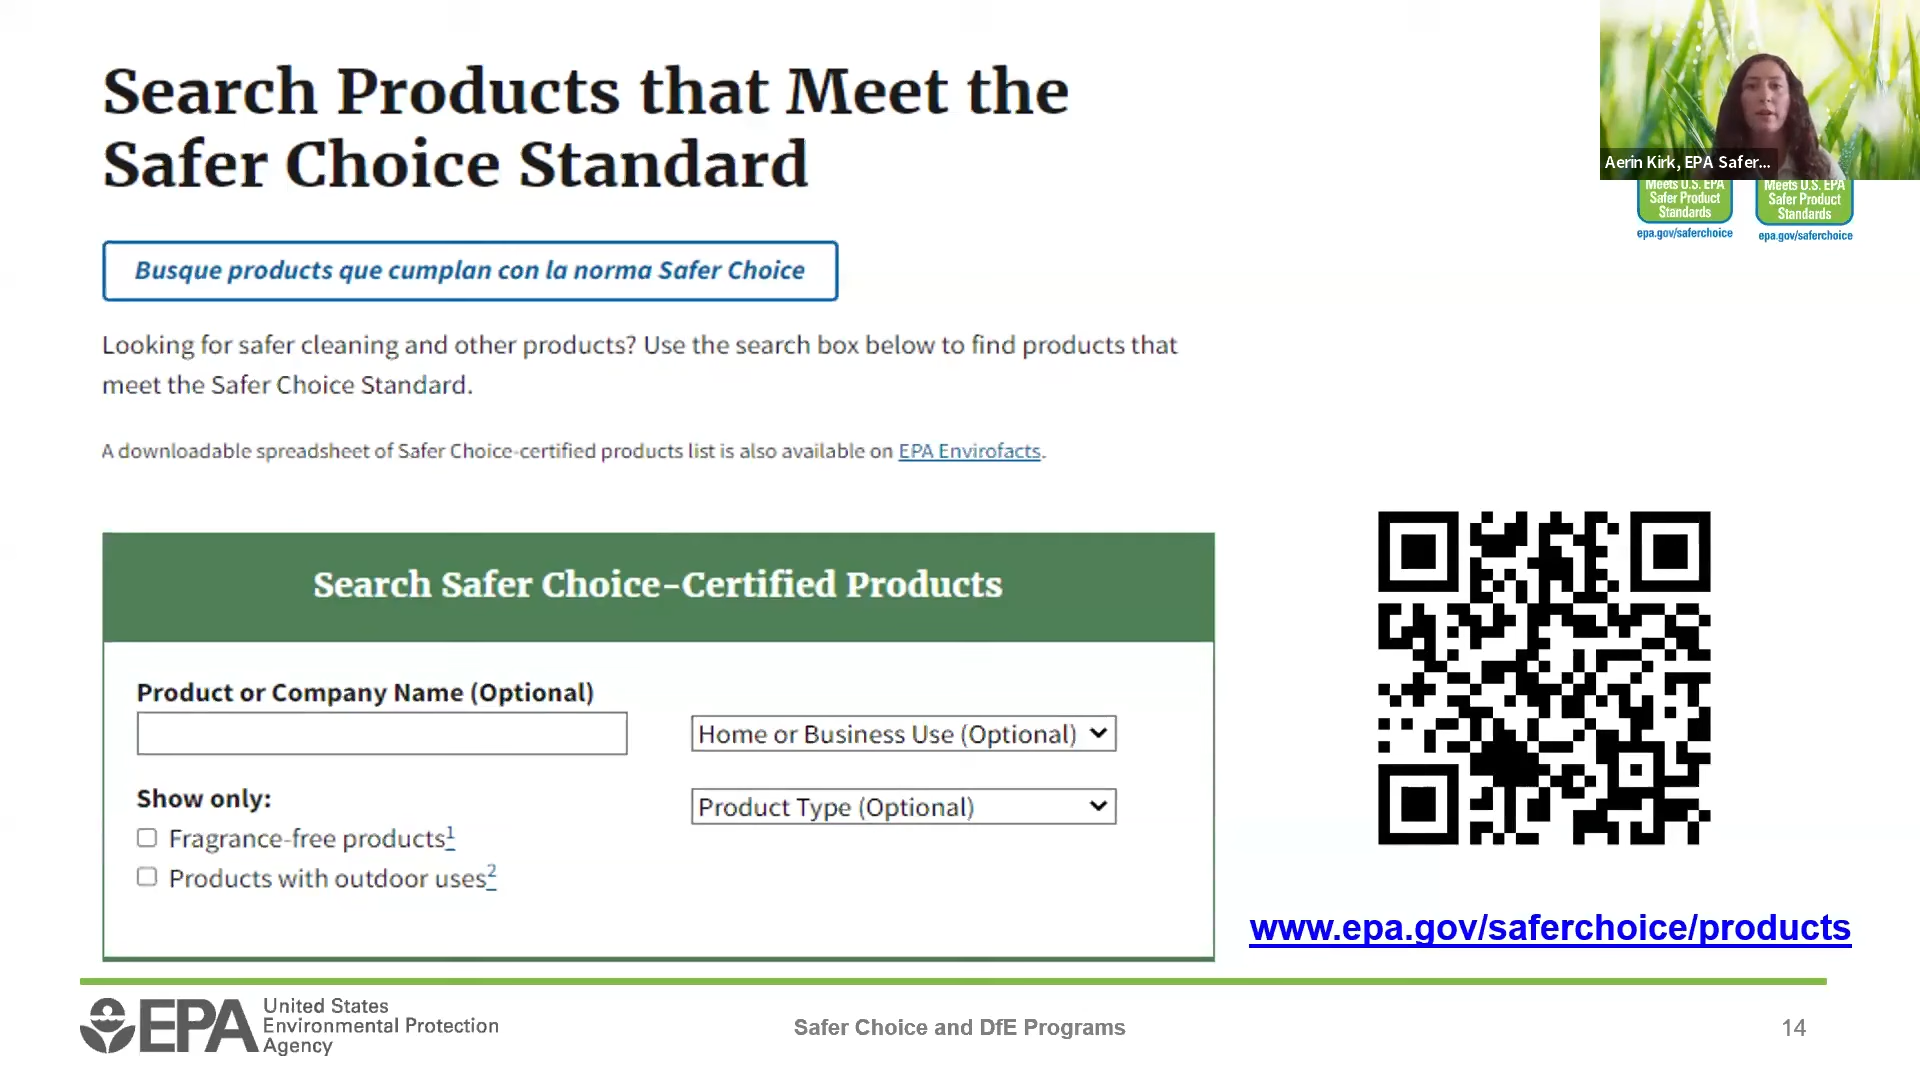 Search Products that Meet the
Safer Choice Standard
Aerin Kirk, EPA Safer...
Meets U.S. EPA
Safer Product
Standards
epa.gov/saferchoice
Meets U.S. EPA
Safer Product
Standards
epa.gov/saferchoice
Busque products que cumplan con la norma Safer Choice
Looking for safer cleaning and other products? Use the search box below to find products that
meet the Safer Choice Standard.
A downloadable spreadsheet of Safer Choice-certified products list is also available on EPA Envirofacts.
Search Safer Choice-Certified Products
Product or Company Name (Optional)
Home or Business Use (Optional)
Show only:
Product Type (Optional)
Fragrance-free products1
Products with outdoor uses2
www.epa.gov/saferchoice/products
EPA
United States
Environmental Protection
Agency
Safer Choice and DfE Programs
14